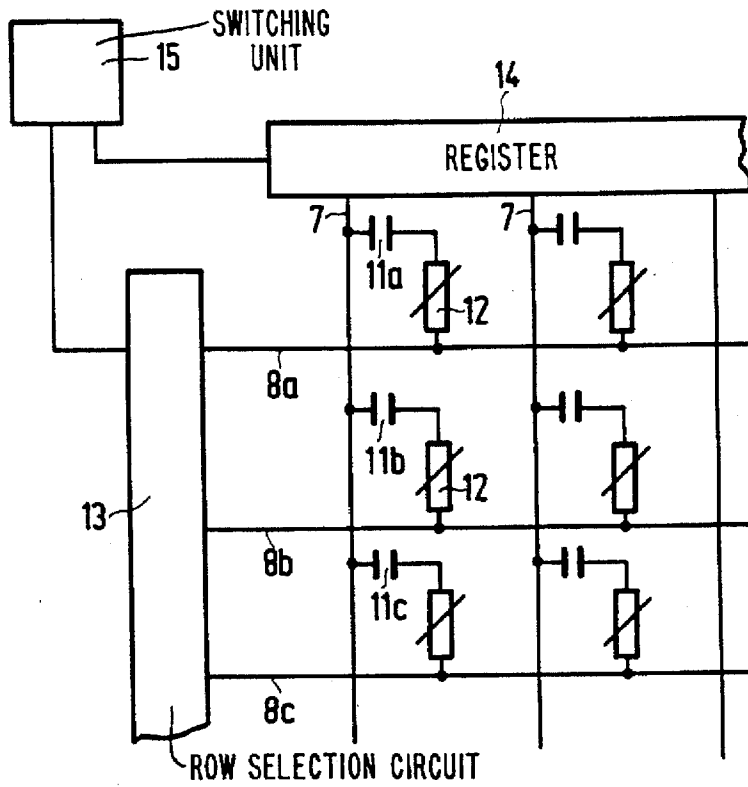 SWITCHING
15 UNIT
14
REGISTER
7 7
11a
12
8a
11b
12
13
8b
11c
8c
ROW SELECTION CIRCUIT